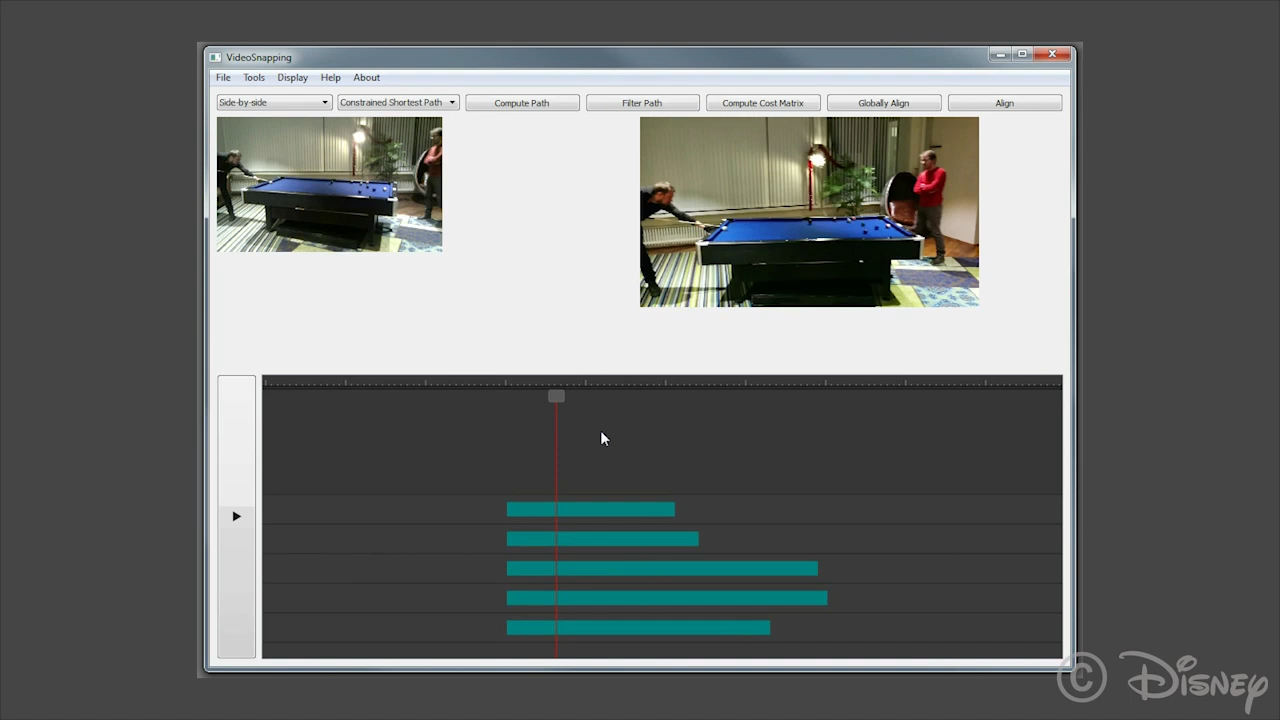 VideoSnapping
File Tools Display Help About
Side-by-side Constrained Shortest Path Compute Path Filter Path Compute Cost Matrix Globally Align Align
© Disney